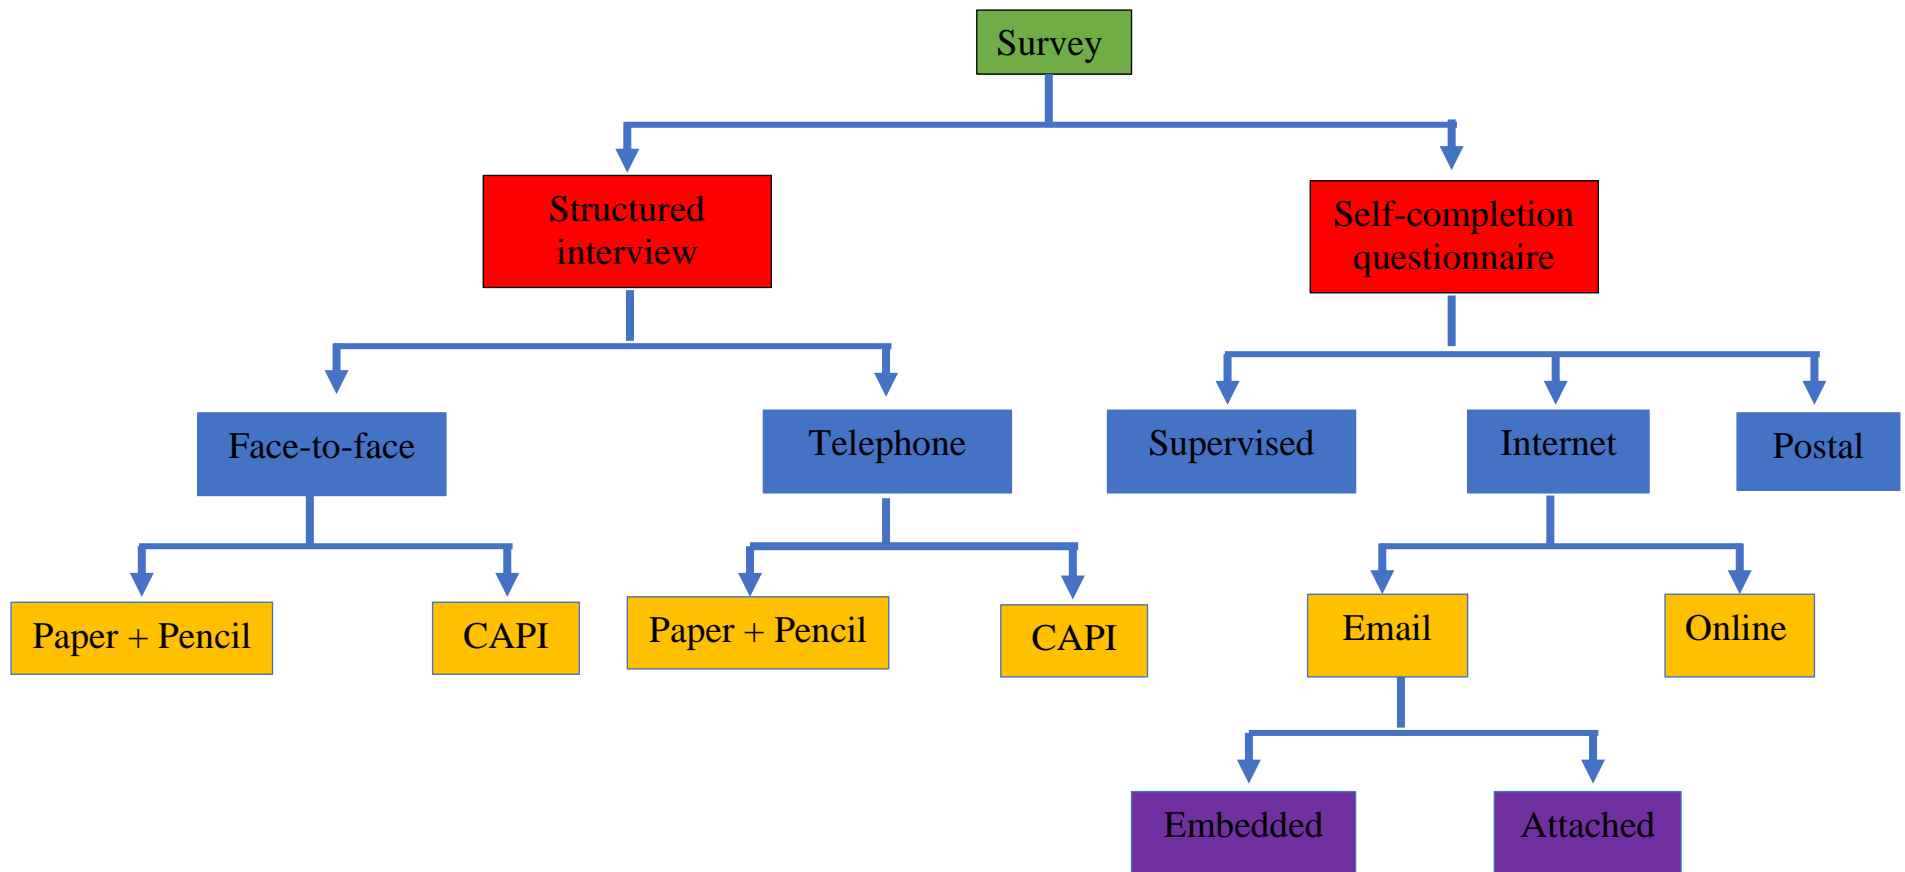 Survey
Structured
interview
Self-completion
questionnaire
Face-to-face
Telephone
Supervised
Internet
Postal
Paper + Pencil
CAPI
Paper + Pencil
CAPI
Email
Online
Embedded
Attached